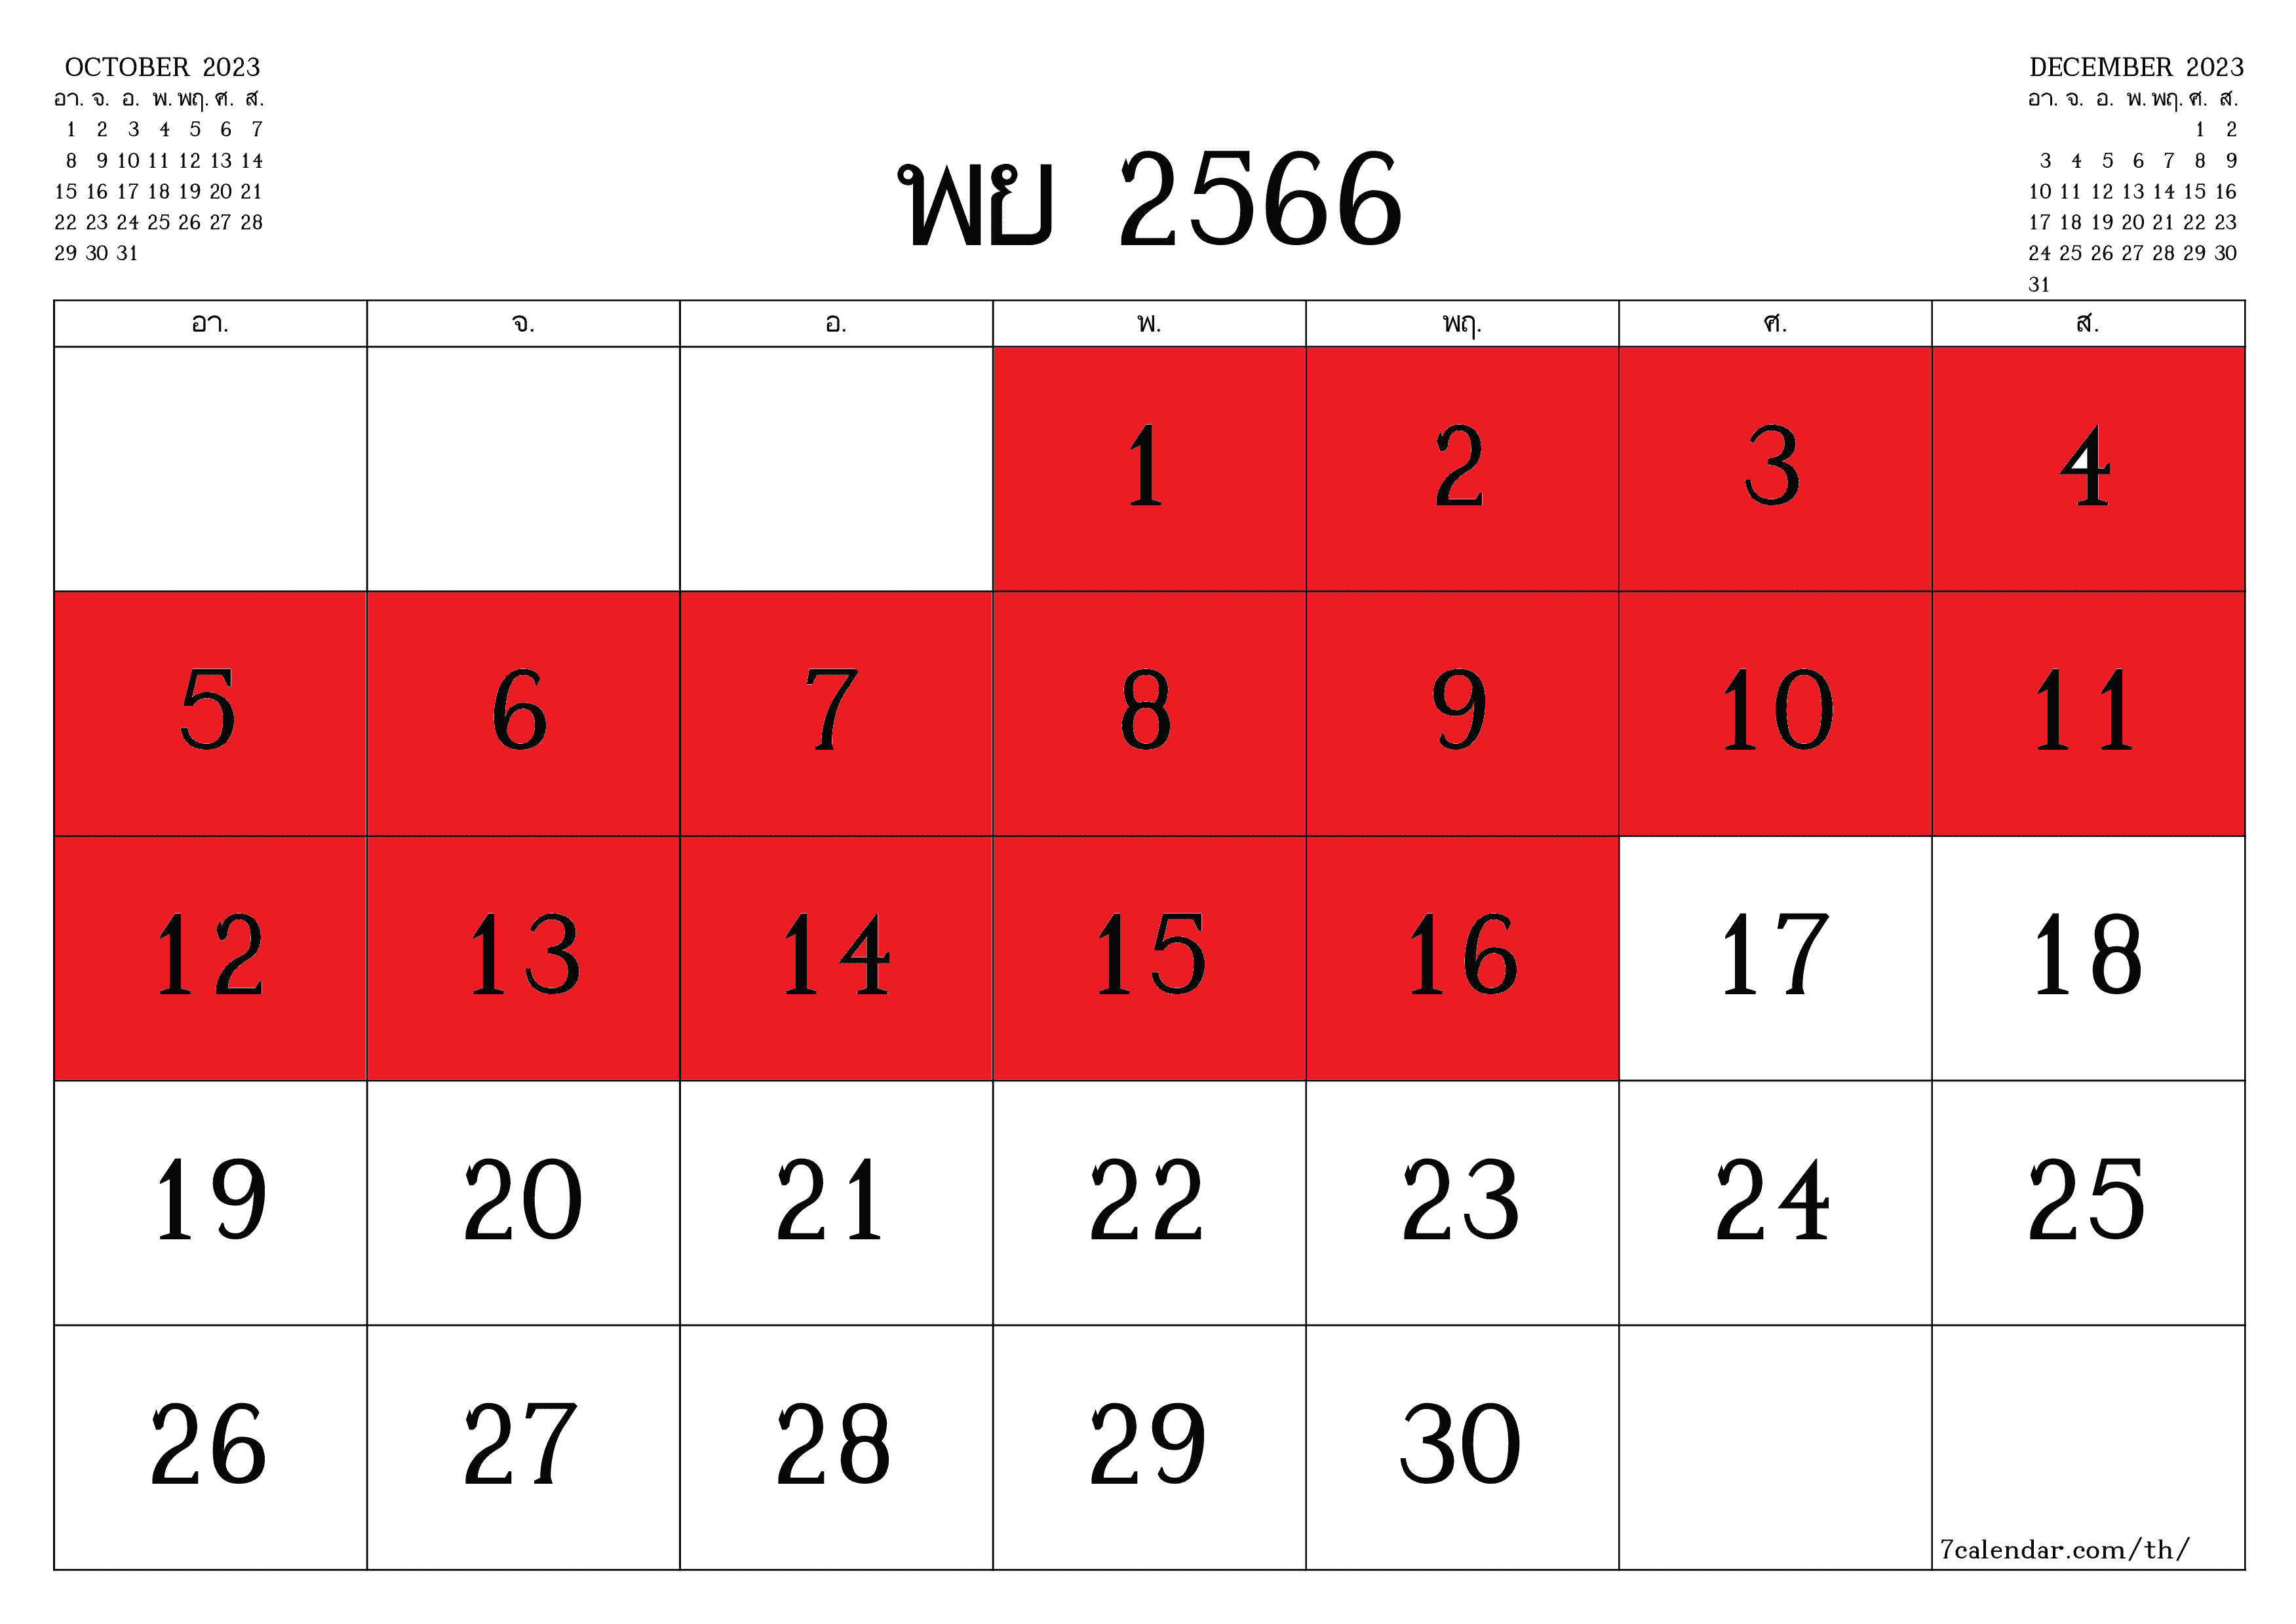 OCTOBER 2023
อา. จ. อ. พ. พฤ. ศ. ส.
1 2 3 4 5 6 7
8 9 10 11 12 13 14
15 16 17 18 19 20 21
22 23 24 25 26 27 28
29 30 31
พย 2566
DECEMBER 2023
อา. จ. อ. พ. พฤ. ศ. ส.
1 2
3 4 5 6 7 8 9
10 11 12 13 14 15 16
17 18 19 20 21 22 23
24 25 26 27 28 29 30
31
อา. จ. อ. พ. พฤ. ศ. ส.
1 2 3 4
5 6 7 8 9 10 11
12 13 14 15 16 17 18
19 20 21 22 23 24 25
26 27 28 29 30
7calendar.com/th/